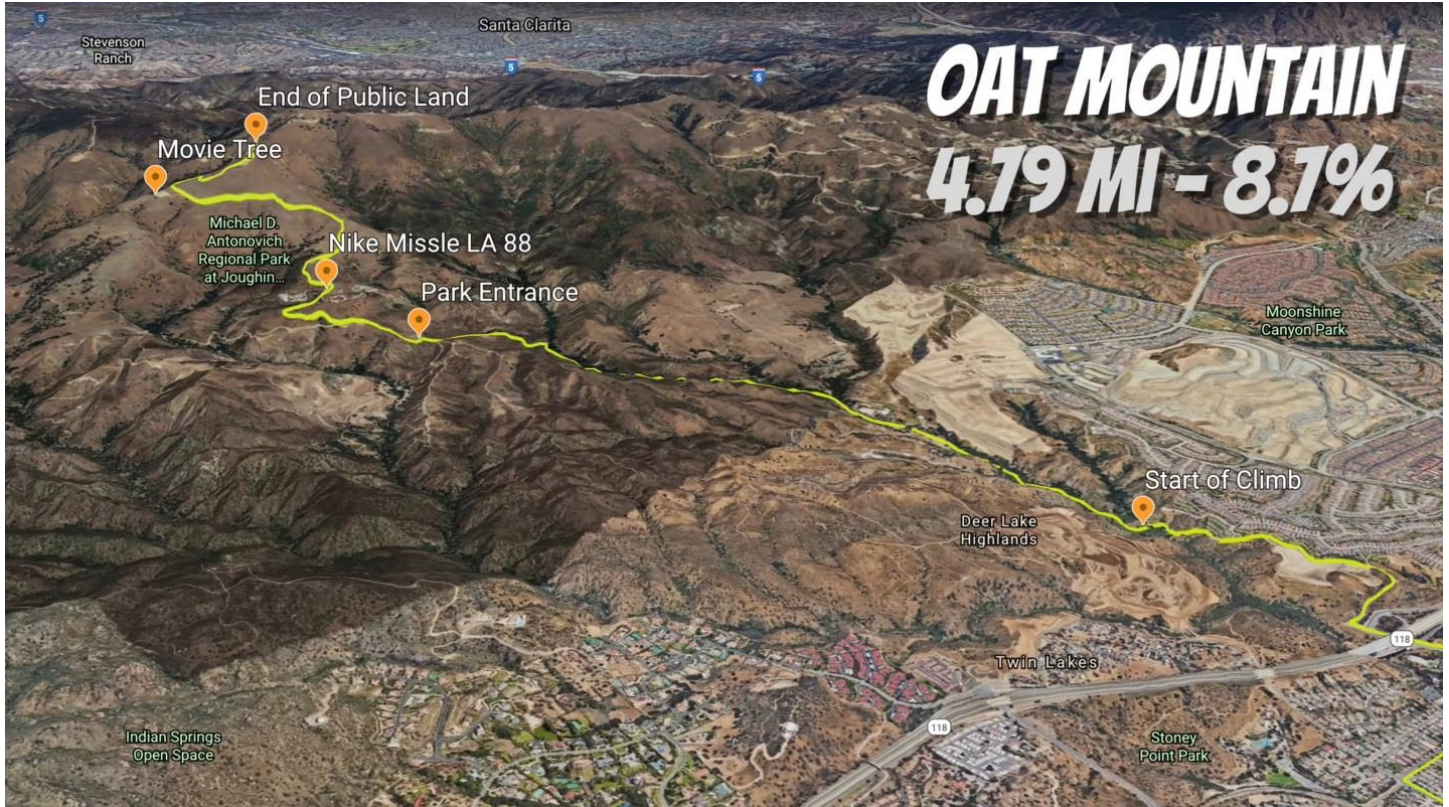 Santa Clarita
5
Stevenson
Ranch
5
5
OAT MOUNTAIN
4.79 MI - 8.7%
End of Public Land
Movie Tree
Michael D.
Antonovich
Regional Park
at Joughin...
Nike Missle LA 88
Park Entrance
Moonshine
Canyon Park
Start of Climb
Deer Lake
Highlands
118
Twin Lakes
118
Indian Springs
Open Space
Stoney
Point Park